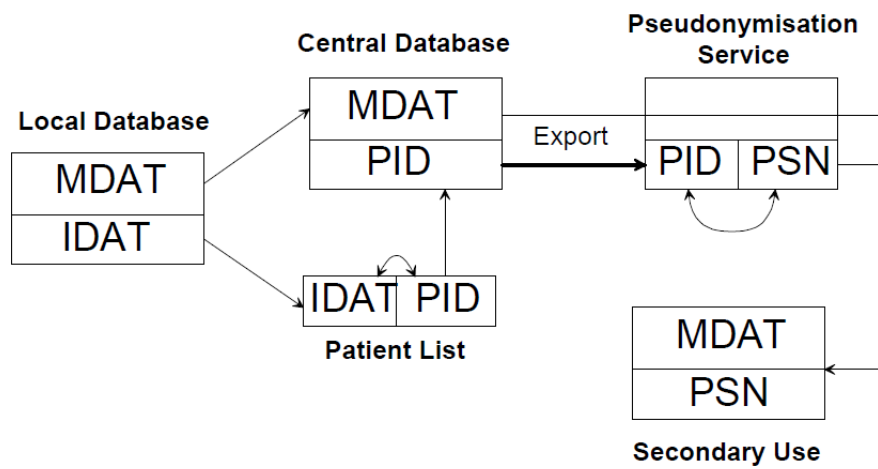 Central Database
Pseudonymisation
Service
Local Database
MDAT
PID
Export
PID PSN
MDAT
IDAT
IDAT PID
Patient List
MDAT
PSN
Secondary Use